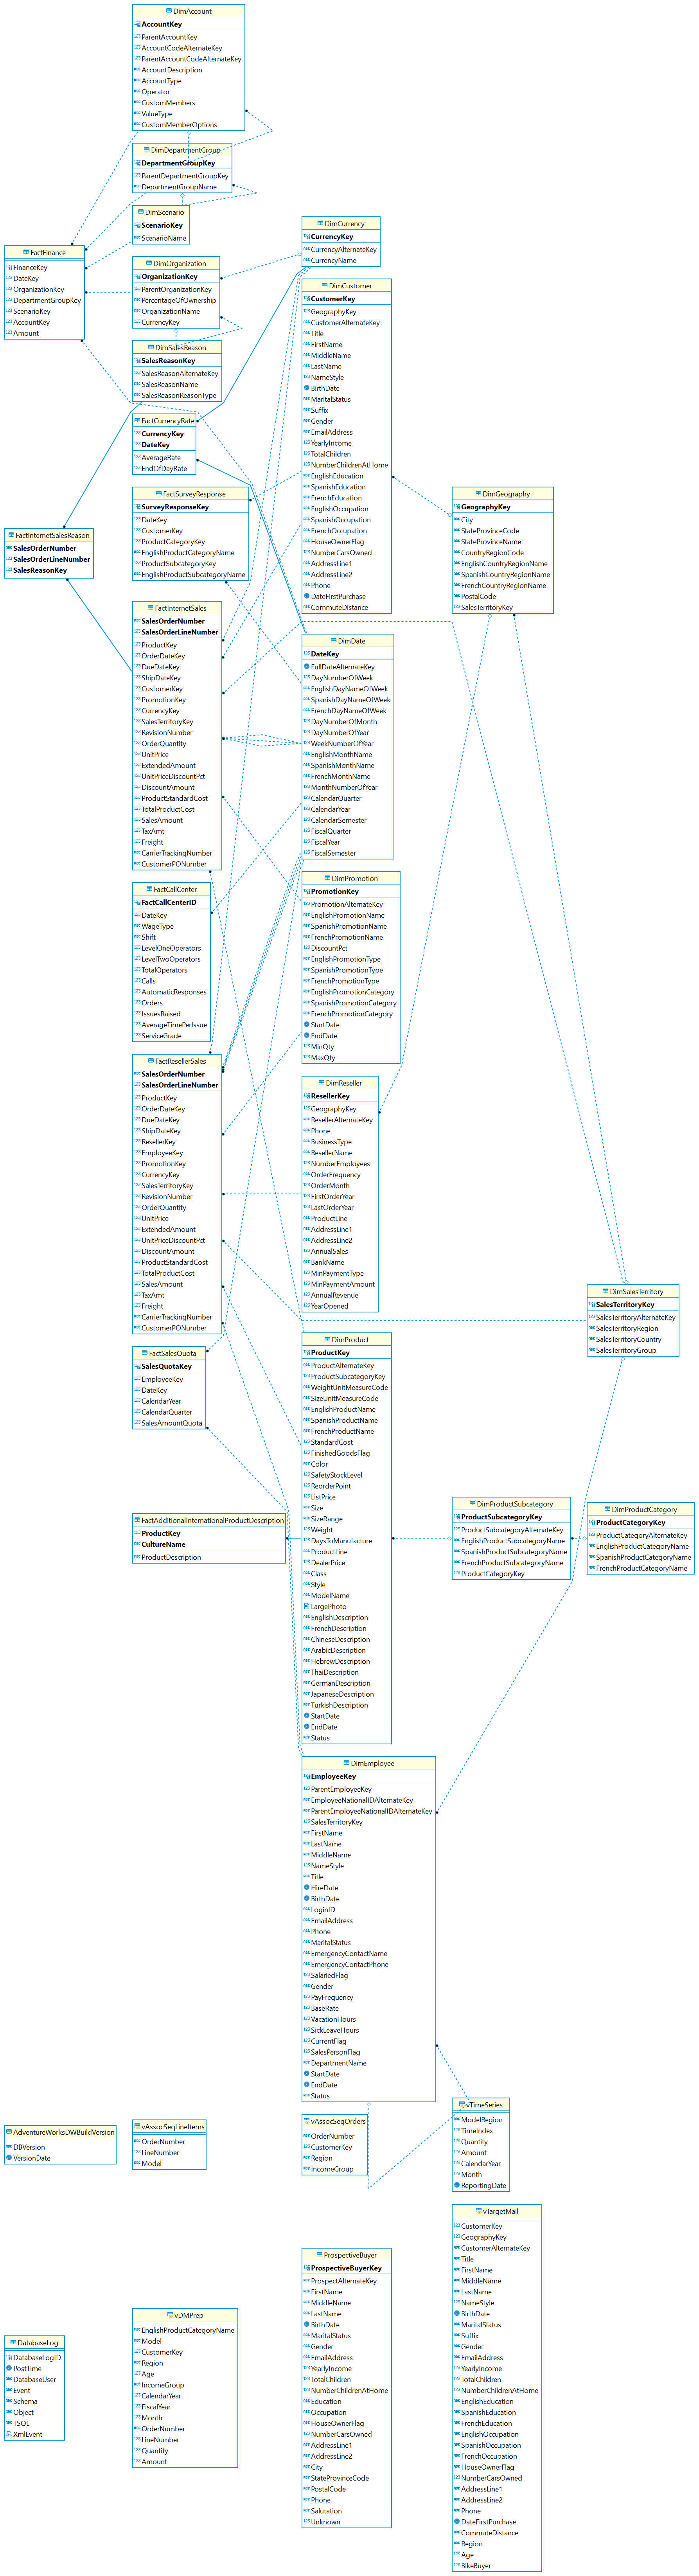 DimAccount
AccountKey
ParentAccountKey
AccountCodeAlternateKey
ParentAccountCodeAlternateKey
AccountDescription
AccountType
Operator
CustomMembers
ValueType
CustomMemberOptions
DimDepartmentGroup
DepartmentGroupKey
ParentDepartmentGroupKey
DepartmentGroupName
DimScenario
ScenarioKey
ScenarioName
FactFinance
FinanceKey
DateKey
OrganizationKey
DepartmentGroupKey
ScenarioKey
AccountKey
Amount
DimOrganization
OrganizationKey
ParentOrganizationKey
PercentageOfOwnership
OrganizationName
CurrencyKey
DimCurrency
CurrencyKey
CurrencyAlternateKey
CurrencyName
DimCustomer
CustomerKey
GeographyKey
CustomerAlternateKey
Title
FirstName
MiddleName
LastName
NameStyle
BirthDate
MaritalStatus
Suffix
Gender
EmailAddress
YearlyIncome
TotalChildren
NumberChildrenAtHome
EnglishEducation
SpanishEducation
FrenchEducation
EnglishOccupation
SpanishOccupation
FrenchOccupation
HouseOwnerFlag
NumberCarsOwned
AddressLine1
AddressLine2
Phone
DateFirstPurchase
CommuteDistance
DimSalesReason
SalesReasonKey
SalesReasonAlternateKey
SalesReasonName
SalesReasonReasonType
FactCurrencyRate
CurrencyKey
DateKey
AverageRate
EndOfDayRate
FactSurveyResponse
SurveyResponseKey
DateKey
CustomerKey
ProductCategoryKey
EnglishProductCategoryName
ProductSubcategoryKey
EnglishProductSubcategoryName
DimGeography
GeographyKey
City
StateProvinceCode
StateProvinceName
CountryRegionCode
EnglishCountryRegionName
SpanishCountryRegionName
FrenchCountryRegionName
PostalCode
SalesTerritoryKey
FactInternetSalesReason
SalesOrderNumber
SalesOrderLineNumber
SalesReasonKey
FactInternetSales
SalesOrderNumber
SalesOrderLineNumber
ProductKey
OrderDateKey
DueDateKey
ShipDateKey
CustomerKey
PromotionKey
CurrencyKey
SalesTerritoryKey
RevisionNumber
OrderQuantity
UnitPrice
ExtendedAmount
UnitPriceDiscountPct
DiscountAmount
ProductStandardCost
TotalProductCost
SalesAmount
TaxAmt
Freight
CarrierTrackingNumber
CustomerPONumber
DimDate
DateKey
FullDateAlternateKey
DayNumberOfWeek
EnglishDayNameOfWeek
SpanishDayNameOfWeek
FrenchDayNameOfWeek
DayNumberOfMonth
DayNumberOfYear
WeekNumberOfYear
EnglishMonthName
SpanishMonthName
FrenchMonthName
MonthNumberOfYear
CalendarQuarter
CalendarYear
CalendarSemester
FiscalQuarter
FiscalYear
FiscalSemester
FactCallCenter
FactCallCenterID
DateKey
WageType
Shift
LevelOneOperators
LevelTwoOperators
TotalOperators
Calls
AutomaticResponses
Orders
IssuesRaised
AverageTimePerIssue
ServiceGrade
DimPromotion
PromotionKey
PromotionAlternateKey
EnglishPromotionName
SpanishPromotionName
FrenchPromotionName
DiscountPct
EnglishPromotionType
SpanishPromotionType
FrenchPromotionType
EnglishPromotionCategory
SpanishPromotionCategory
FrenchPromotionCategory
StartDate
EndDate
MinQty
MaxQty
FactResellerSales
SalesOrderNumber
SalesOrderLineNumber
ProductKey
OrderDateKey
DueDateKey
ShipDateKey
ResellerKey
EmployeeKey
PromotionKey
CurrencyKey
SalesTerritoryKey
RevisionNumber
OrderQuantity
UnitPrice
ExtendedAmount
UnitPriceDiscountPct
DiscountAmount
ProductStandardCost
TotalProductCost
SalesAmount
TaxAmt
Freight
CarrierTrackingNumber
CustomerPONumber
DimReseller
ResellerKey
GeographyKey
ResellerAlternateKey
Phone
BusinessType
ResellerName
NumberEmployees
OrderFrequency
OrderMonth
FirstOrderYear
LastOrderYear
ProductLine
AddressLine1
AddressLine2
AnnualSales
BankName
MinPaymentType
MinPaymentAmount
AnnualRevenue
YearOpened
DimSalesTerritory
SalesTerritoryKey
SalesTerritoryAlternateKey
SalesTerritoryRegion
SalesTerritoryCountry
SalesTerritoryGroup
FactSalesQuota
SalesQuotaKey
EmployeeKey
DateKey
CalendarYear
CalendarQuarter
SalesAmountQuota
DimProduct
ProductKey
ProductAlternateKey
ProductSubcategoryKey
WeightUnitMeasureCode
SizeUnitMeasureCode
EnglishProductName
SpanishProductName
FrenchProductName
StandardCost
FinishedGoodsFlag
Color
SafetyStockLevel
ReorderPoint
ListPrice
Size
SizeRange
Weight
DaysToManufacture
ProductLine
DealerPrice
Class
Style
ModelName
LargePhoto
EnglishDescription
FrenchDescription
ChineseDescription
ArabicDescription
HebrewDescription
ThaiDescription
GermanDescription
JapaneseDescription
TurkishDescription
StartDate
EndDate
Status
FactAdditionalInternationalProductDescription
ProductKey
CultureName
ProductDescription
DimProductSubcategory
ProductSubcategoryKey
ProductSubcategoryAlternateKey
EnglishProductSubcategoryName
SpanishProductSubcategoryName
FrenchProductSubcategoryName
ProductCategoryKey
DimProductCategory
ProductCategoryKey
ProductCategoryAlternateKey
EnglishProductCategoryName
SpanishProductCategoryName
FrenchProductCategoryName
DimEmployee
EmployeeKey
ParentEmployeeKey
EmployeeNationalIDAlternateKey
ParentEmployeeNationalIDAlternateKey
SalesTerritoryKey
FirstName
LastName
MiddleName
NameStyle
Title
HireDate
BirthDate
LoginID
EmailAddress
Phone
MaritalStatus
EmergencyContactName
EmergencyContactPhone
SalariedFlag
Gender
PayFrequency
BaseRate
VacationHours
SickLeaveHours
CurrentFlag
SalesPersonFlag
DepartmentName
StartDate
EndDate
Status
AdventureWorksDWBuildVersion
DBVersion
VersionDate
vAssocSeqLineItems
OrderNumber
LineNumber
Model
vAssocSeqOrders
OrderNumber
CustomerKey
Region
IncomeGroup
vTimeSeries
ModelRegion
TimeIndex
Quantity
Amount
CalendarYear
Month
ReportingDate
DatabaseLog
DatabaseLogID
PostTime
DatabaseUser
Event
Schema
Object
TSQL
XmlEvent
vDMPrep
EnglishProductCategoryName
Model
CustomerKey
Region
Age
IncomeGroup
CalendarYear
FiscalYear
Month
OrderNumber
LineNumber
Quantity
Amount
ProspectiveBuyer
ProspectiveBuyerKey
ProspectAlternateKey
FirstName
MiddleName
LastName
BirthDate
MaritalStatus
Gender
EmailAddress
YearlyIncome
TotalChildren
NumberChildrenAtHome
Education
Occupation
HouseOwnerFlag
NumberCarsOwned
AddressLine1
AddressLine2
City
StateProvinceCode
PostalCode
Phone
Salutation
Unknown
vTargetMail
CustomerKey
GeographyKey
CustomerAlternateKey
Title
FirstName
MiddleName
LastName
NameStyle
BirthDate
MaritalStatus
Suffix
Gender
EmailAddress
YearlyIncome
TotalChildren
NumberChildrenAtHome
EnglishEducation
SpanishEducation
FrenchEducation
EnglishOccupation
SpanishOccupation
FrenchOccupation
HouseOwnerFlag
NumberCarsOwned
AddressLine1
AddressLine2
Phone
DateFirstPurchase
CommuteDistance
Region
Age
BikeBuyer